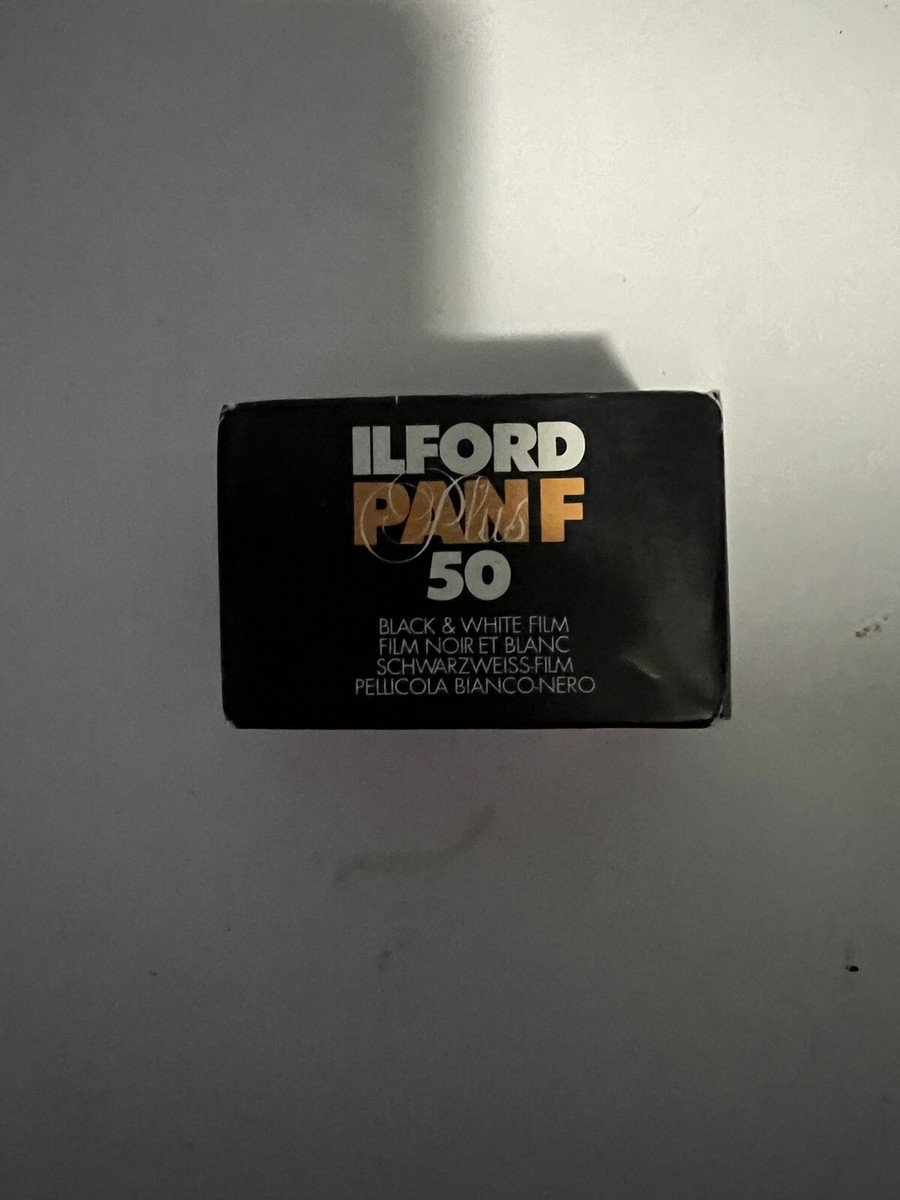 ILFORD
PAN F
Plus
50
BLACK & WHITE FILM
FILM NOIR ET BLANC
SCHWARZWEISS-FILM
PELLICOLA BIANCO-NERO